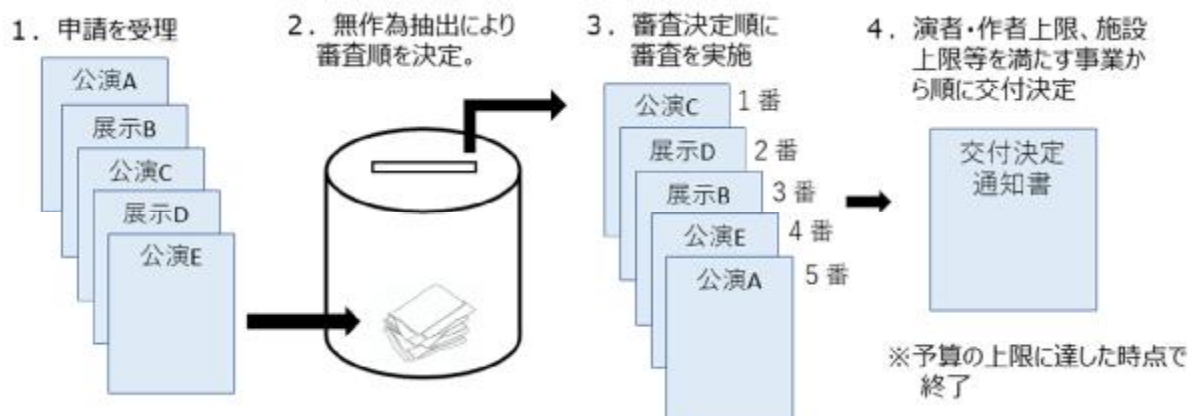 1．申請を受理
公演A
展示B
公演C
展示D
公演E
2．無作為抽出により
審査順を決定。
3．審査決定順に
審査を実施
公演C 1番
展示D 2番
展示B 3番
公演E 4番
公演A 5番
4．演者・作者上限、施設
上限等を満たす事業か
ら順に交付決定
交付決定
通知書
※予算の上限に達した時点で
終了